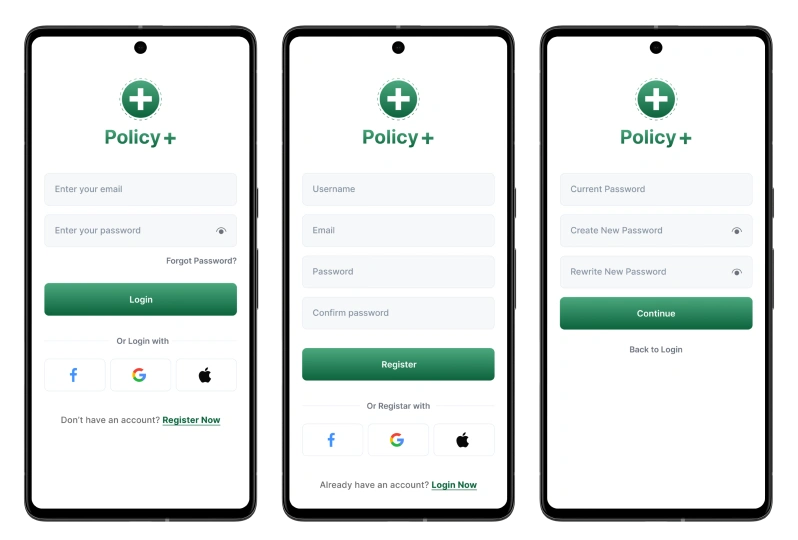 Policy+
Enter your email
Enter your password
Forgot Password?
Login
Or Login with
Don't have an account? Register Now
Policy+
Username
Email
Password
Confirm password
Register
Or Registar with
Already have an account? Login Now
Policy+
Current Password
Create New Password
Rewrite New Password
Continue
Back to Login